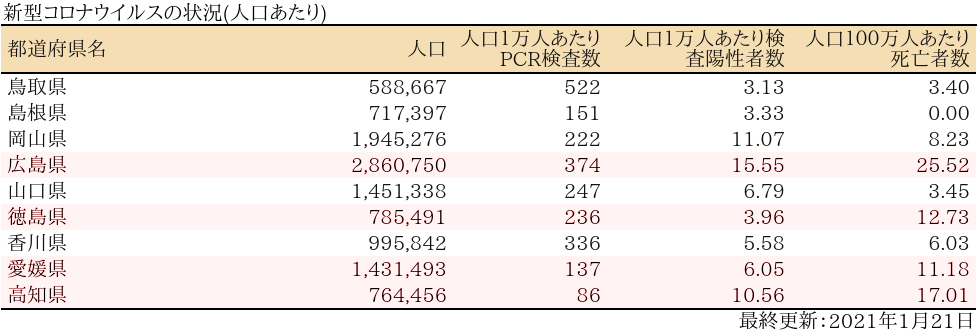 新型コロナウイルスの状況(人口あたり)
都道府県名 人口 人口1万人あたりPCR検査数 人口1万人あたり検査陽性者数 人口100万人あたり死亡者数
鳥取県 588,667 522 3.13 3.40
島根県 717,397 151 3.33 0.00
岡山県 1,945,276 222 11.07 8.23
広島県 2,860,750 374 15.55 25.52
山口県 1,451,338 247 6.79 3.45
徳島県 785,491 236 3.96 12.73
香川県 995,842 336 5.58 6.03
愛媛県 1,431,493 137 6.05 11.18
高知県 764,456 86 10.56 17.01
最終更新：2021年1月21日